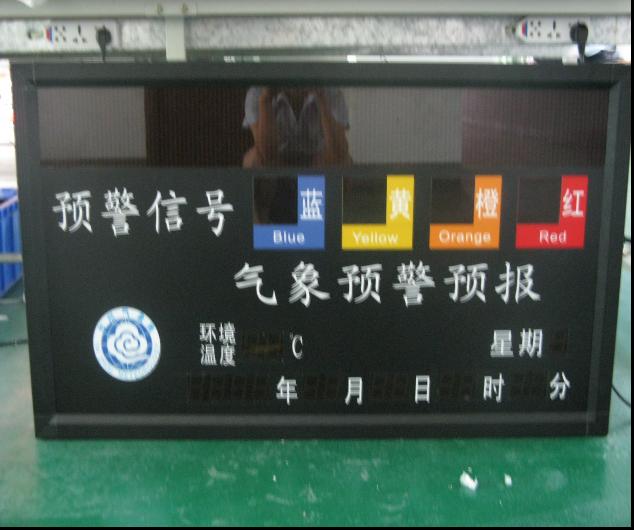 预警信号 蓝 黄 橙 红
Blue Yellow Orange Red
气象预警预报
环境 ℃ 星期
温度
年 月 日 时 分